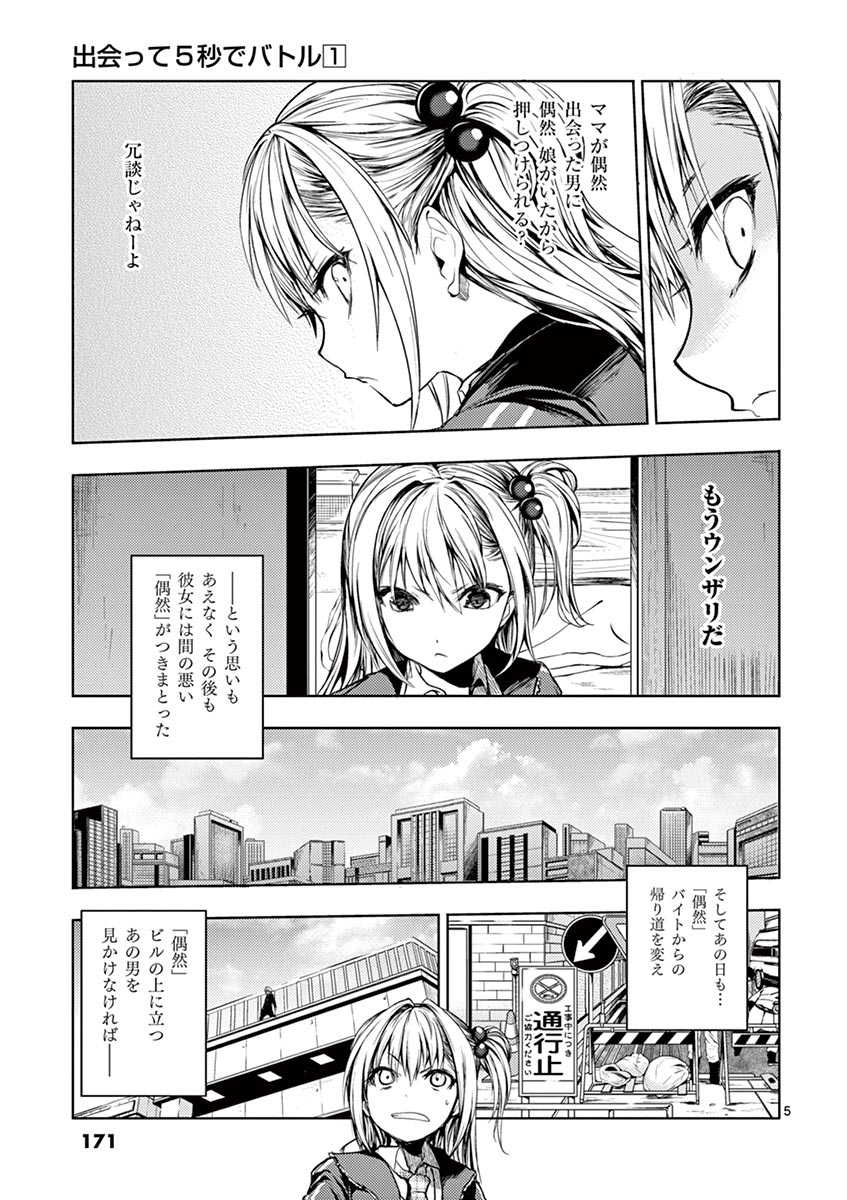 出会って5秒でバトル1
ママが偶然
出会った男に
偶然 娘がいたから
押しつけられる?
冗談じゃねーよ
もうウンザリだ
――という思いも
あえなく その後も
彼女には間の悪い
「偶然」がつきまとった
そしてあの日も…
「偶然」
バイトからの
帰り道を変え
工事中につき
通行止
ご協力ください
「偶然」
ビルの上に立つ
あの男を
見かけなければ――
5
171